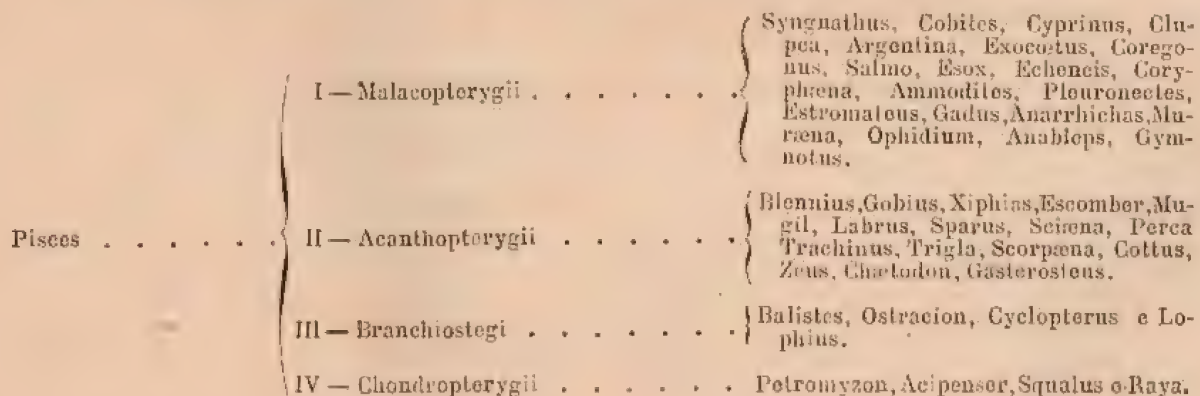 Syngnathus, Cobites, Cyprinus, Clu-
pea, Argentina, Exocœtus, Corego-
nus, Salmo, Esox, Echeneis, Cory-
I — Malacopterygii . . . . . . . phæna, Ammodites, Pleuronectes,
Estromateus, Gadus, Anarrhichas, Mu-
ræna, Ophidium, Anableps, Gym-
notus.
Blennius, Gobius, Xiphias, Escomber, Mu-
Pisces . . . . . . II — Acanthopterygii . . . . . . gil, Labrus, Sparus, Sciæna, Perca
Trachinus, Trigla, Scorpæna, Cottus,
Zeus, Chætodon, Gasterosteus.
III — Branchiostegi . . . . . . . Balistes, Ostracion, Cyclopterus e Lo-
phius.
IV — Chondropterygii . . . . . . Petromyzon, Acipenser, Squalus e Raya.